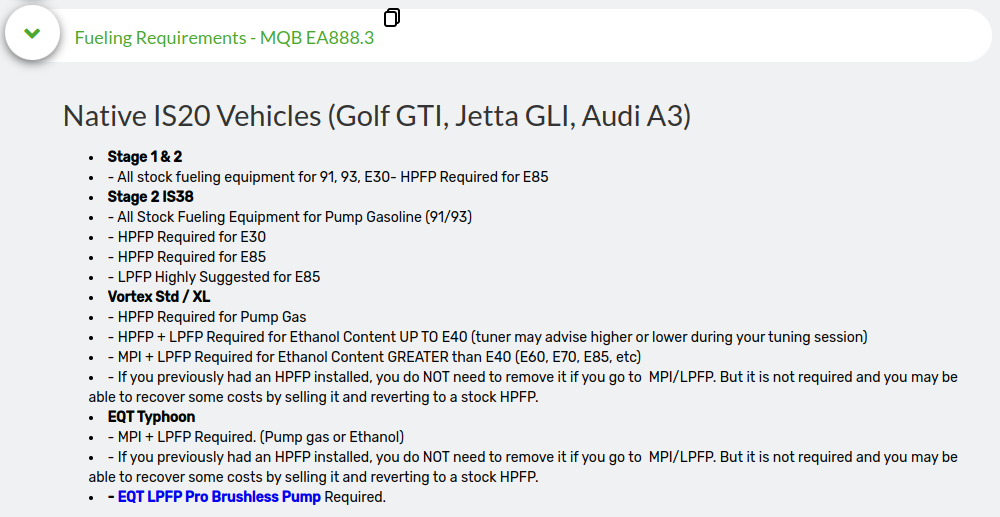 Fueling Requirements - MQB EA888.3
Native IS20 Vehicles (Golf GTI, Jetta GLI, Audi A3)
• Stage 1 & 2
• - All stock fueling equipment for 91, 93, E30- HPFP Required for E85
• Stage 2 IS38
• - All Stock Fueling Equipment for Pump Gasoline (91/93)
• - HPFP Required for E30
• - HPFP Required for E85
• - LPFP Highly Suggested for E85
• Vortex Std / XL
• - HPFP Required for Pump Gas
• - HPFP + LPFP Required for Ethanol Content UP TO E40 (tuner may advise higher or lower during your tuning session)
• - MPI + LPFP Required for Ethanol Content GREATER than E40 (E60, E70, E85, etc)
• - If you previously had an HPFP installed, you do NOT need to remove it if you go to  MPI/LPFP. But it is not required and you may be
able to recover some costs by selling it and reverting to a stock HPFP.
• EQT Typhoon
• - MPI + LPFP Required. (Pump gas or Ethanol)
• - If you previously had an HPFP installed, you do NOT need to remove it if you go to  MPI/LPFP. But it is not required and you may be
able to recover some costs by selling it and reverting to a stock HPFP.
• - EQT LPFP Pro Brushless Pump Required.